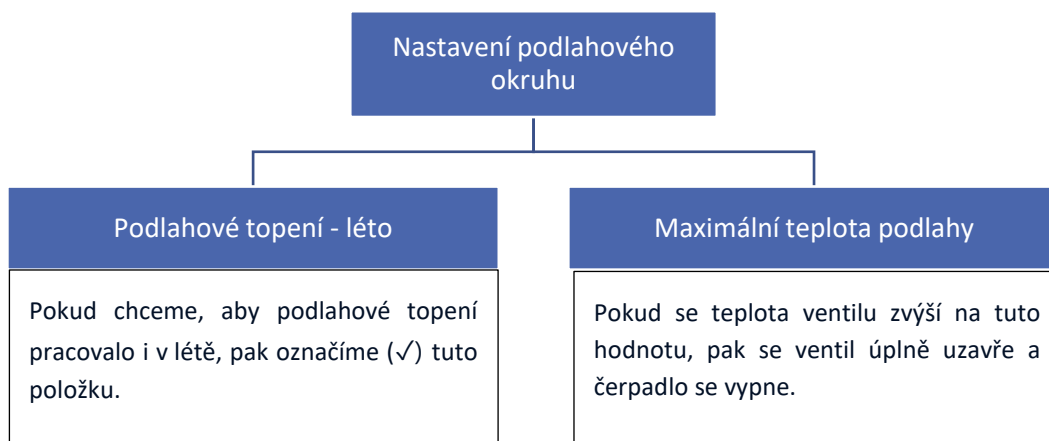 Nastavení podlahového
okruhu
Podlahové topení - léto
Maximální teplota podlahy
Pokud chceme, aby podlahové topení
pracovalo i v létě, pak označíme (√) tuto
položku.
Pokud se teplota ventilu zvýší na tuto
hodnotu, pak se ventil úplně uzavře a
čerpadlo se vypne.